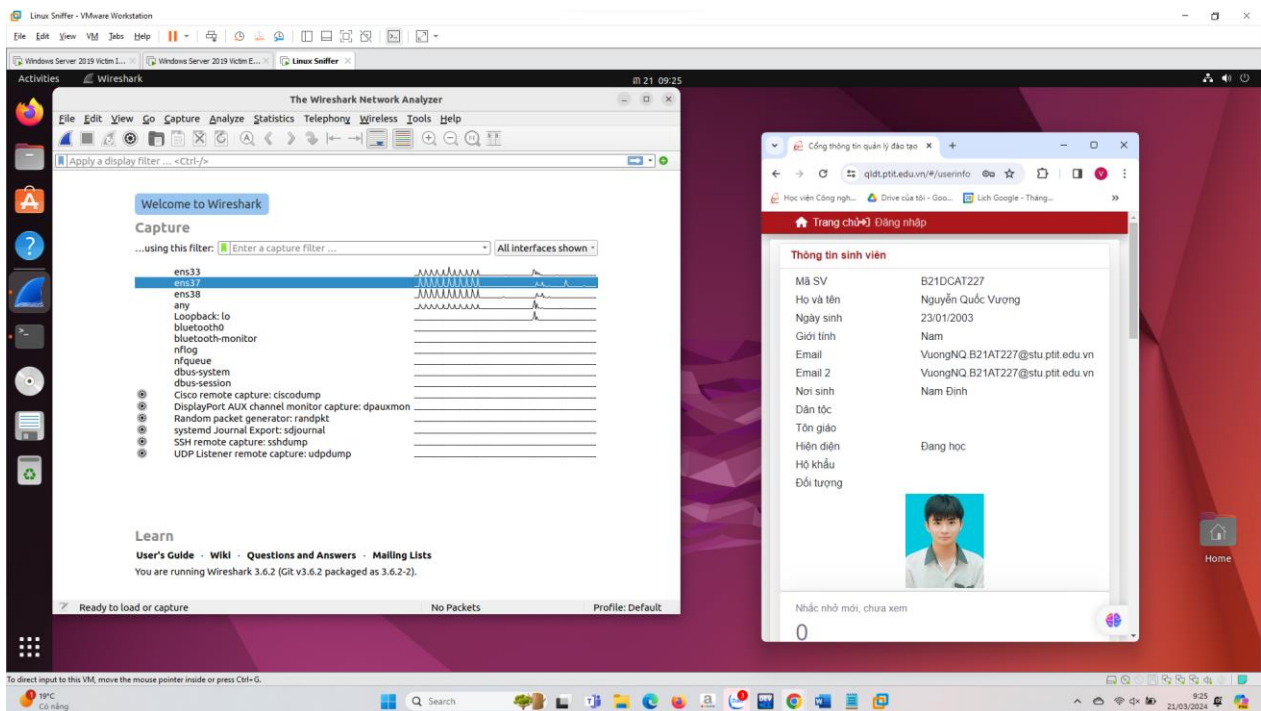 Linux Sniffer - VMware Workstation
File Edit View VM Tabs Help
Windows Server 2019 Victim I... Windows Server 2019 Victim E... Linux Sniffer
Activities Wireshark 21 09:25
The Wireshark Network Analyzer
File Edit View Go Capture Analyze Statistics Telephony Wireless Tools Help
Apply a display filter ... <Ctrl-/>
Welcome to Wireshark
Capture
...using this filter: Enter a capture filter ... All interfaces shown
ens33
ens37
ens38
any
Loopback: lo
bluetooth0
bluetooth-monitor
nflog
nfqueue
dbus-system
dbus-session
Cisco remote capture: ciscodump
DisplayPort AUX channel monitor capture: dpauxmon
Random packet generator: randpkt
systemd Journal Export: sdjournal
SSH remote capture: sshdump
UDP Listener remote capture: udpdump
Learn
User's Guide · Wiki · Questions and Answers · Mailing Lists
You are running Wireshark 3.6.2 (Git v3.6.2 packaged as 3.6.2-2).
Ready to load or capture No Packets Profile: Default
Cổng thông tin quản lý đào tạo
qldt.ptit.edu.vn/#/userinfo V
Học viện Công ngh... Drive của tôi - Goo... Lịch Google - Tháng...
Trang chủ Đăng nhập
Thông tin sinh viên
Mã SV B21DCAT227
Họ và tên Nguyễn Quốc Vượng
Ngày sinh 23/01/2003
Giới tính Nam
Email VuongNQ.B21AT227@stu.ptit.edu.vn
Email 2 VuongNQ.B21AT227@stu.ptit.edu.vn
Nơi sinh Nam Định
Dân tộc
Tôn giáo
Hiện diện Đang học
Hộ khẩu
Đối tượng
Nhắc nhở mới, chưa xem
0
Home
To direct input to this VM, move the mouse pointer inside or press Ctrl+G.
1 19°C
Có nắng
Search
9:25
21/03/2024